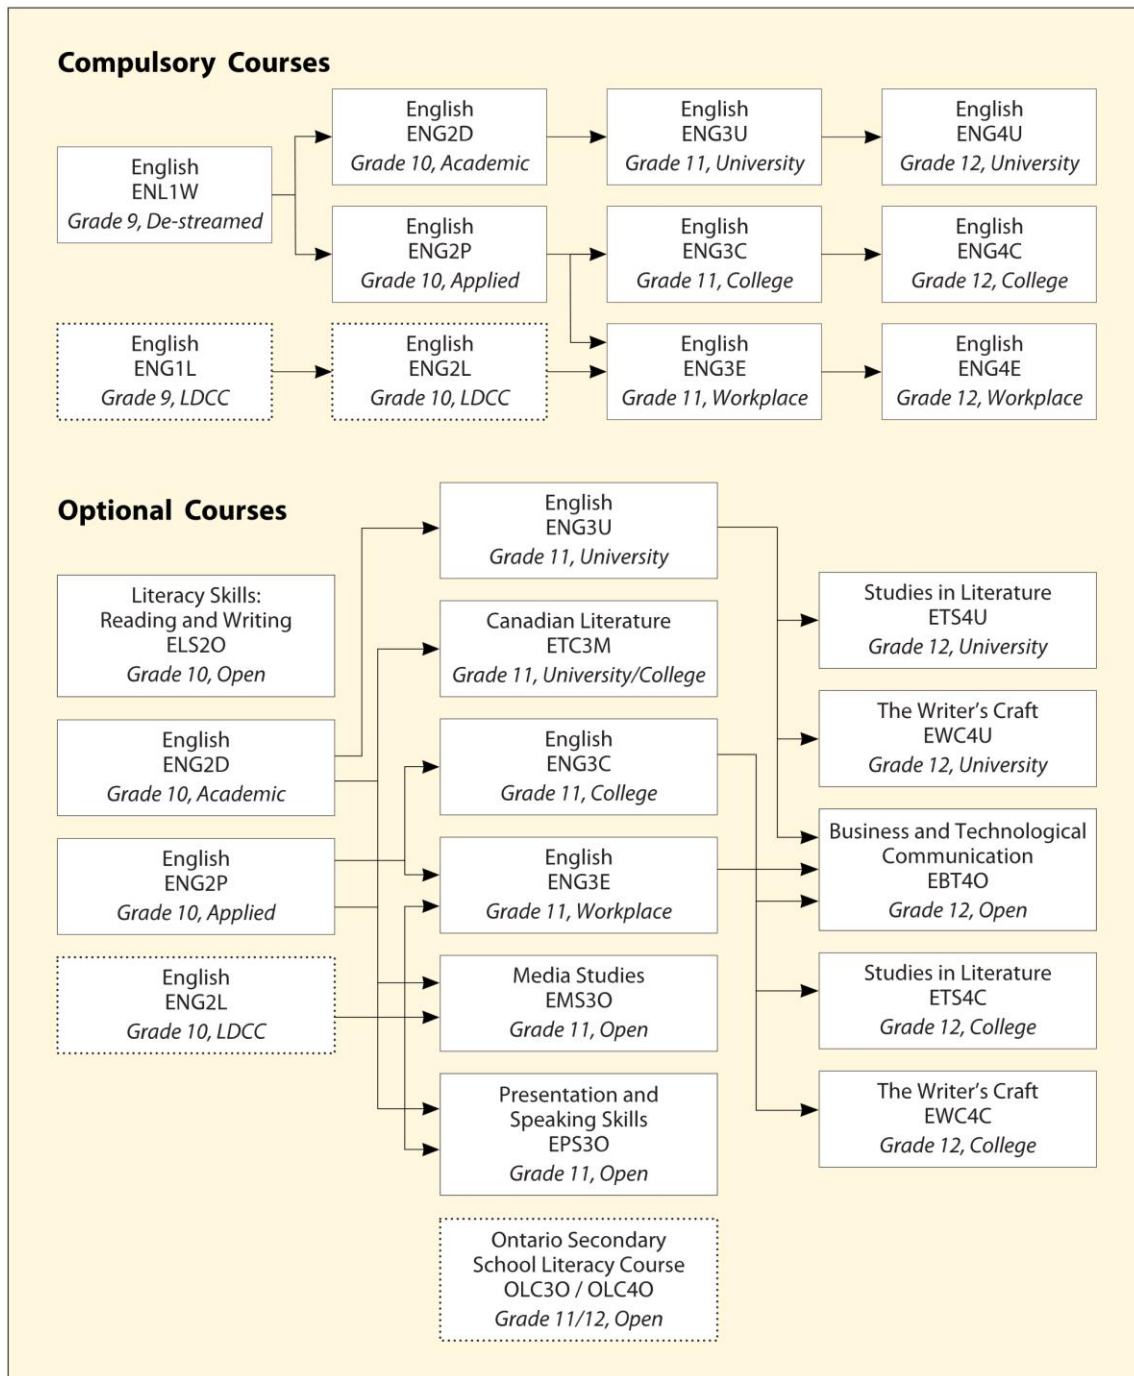 Compulsory Courses
English
ENL1W
Grade 9, De-streamed
English
ENG2D
Grade 10, Academic
English
ENG3U
Grade 11, University
English
ENG4U
Grade 12, University
English
ENG2P
Grade 10, Applied
English
ENG3C
Grade 11, College
English
ENG4C
Grade 12, College
English
ENG1L
Grade 9, LDCC
English
ENG2L
Grade 10, LDCC
English
ENG3E
Grade 11, Workplace
English
ENG4E
Grade 12, Workplace
Optional Courses
Literacy Skills:
Reading and Writing
ELS2O
Grade 10, Open
English
ENG2D
Grade 10, Academic
English
ENG2P
Grade 10, Applied
English
ENG2L
Grade 10, LDCC
English
ENG3U
Grade 11, University
Canadian Literature
ETC3M
Grade 11, University/College
English
ENG3C
Grade 11, College
English
ENG3E
Grade 11, Workplace
Media Studies
EMS3O
Grade 11, Open
Presentation and
Speaking Skills
EPS3O
Grade 11, Open
Ontario Secondary
School Literacy Course
OLC3O / OLC4O
Grade 11/12, Open
Studies in Literature
ETS4U
Grade 12, University
The Writer’s Craft
EWC4U
Grade 12, University
Business and Technological
Communication
EBT4O
Grade 12, Open
Studies in Literature
ETS4C
Grade 12, College
The Writer’s Craft
EWC4C
Grade 12, College